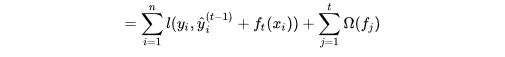 = \sum_{i=1}^{n} l(y_i, \hat{y}_i^{(t-1)} + f_t(x_i)) + \sum_{j=1}^{t} \Omega(f_j)